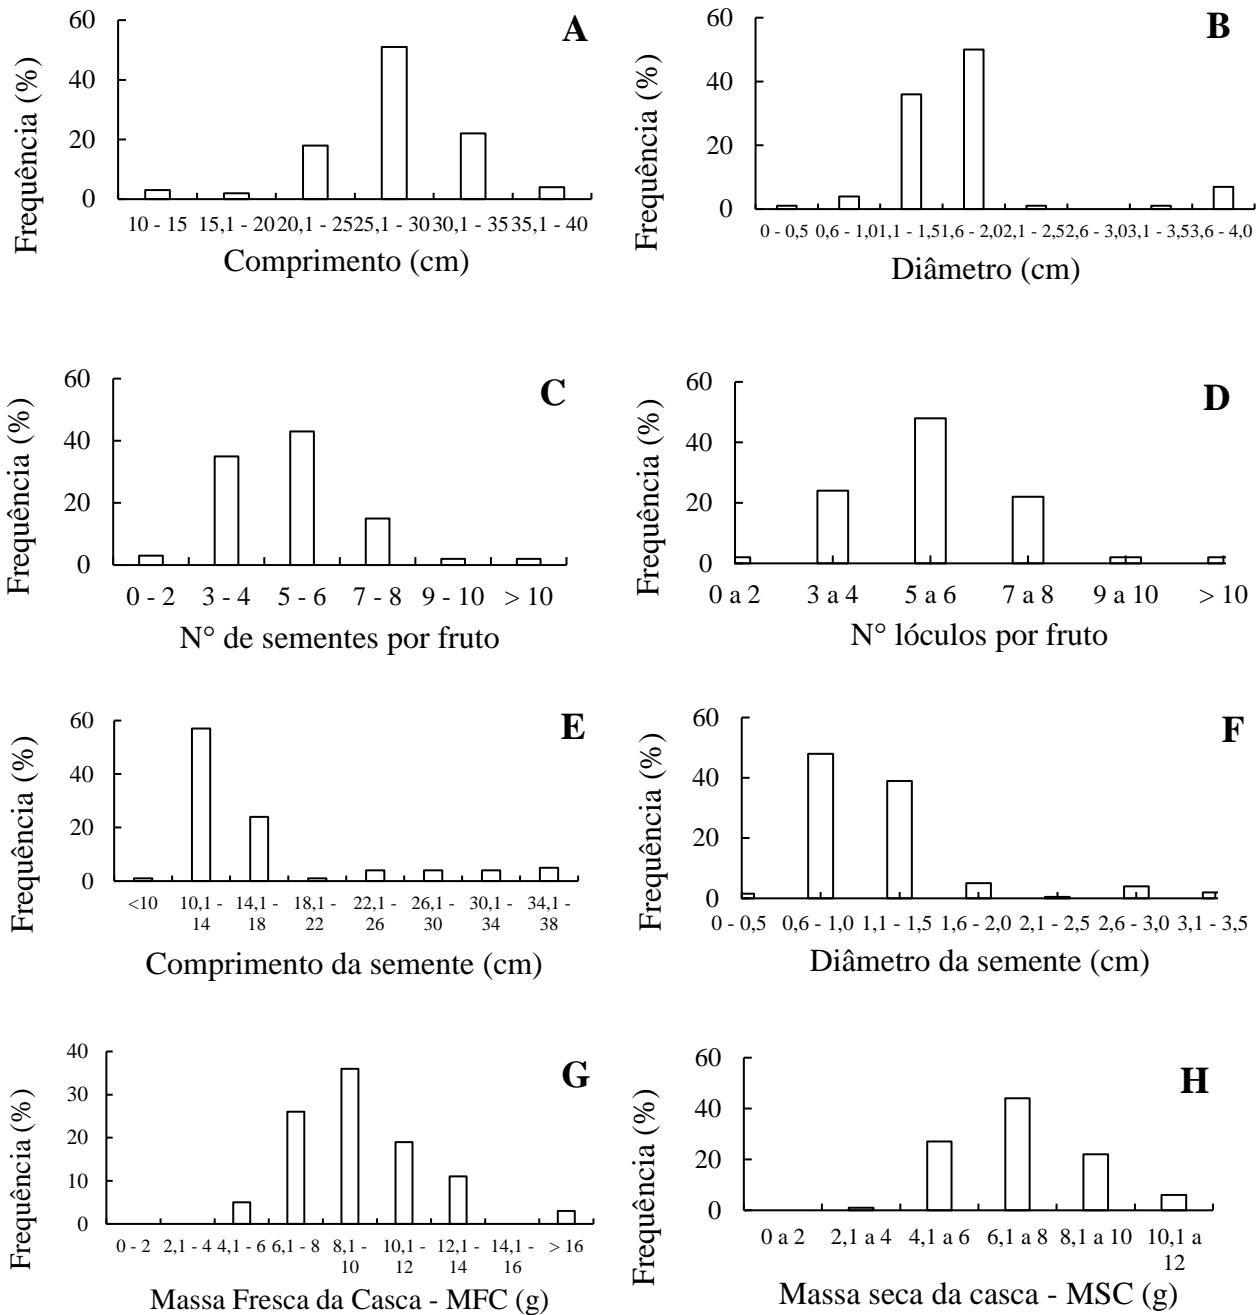 A
Frequência (%)
60
40
20
0
10 - 15 15,1 - 20 20,1 - 25 25,1 - 30 30,1 - 35 35,1 - 40
Comprimento (cm)
B
Frequência (%)
60
40
20
0
0 - 0,5 0,6 - 1,0 1,1 - 1,5 1,6 - 2,0 2,1 - 2,5 2,6 - 3,0 3,1 - 3,5 3,6 - 4,0
Diâmetro (cm)
C
Frequência (%)
60
40
20
0
0 - 2 3 - 4 5 - 6 7 - 8 9 - 10 > 10
N° de sementes por fruto
D
Frequência (%)
60
40
20
0
0 a 2 3 a 4 5 a 6 7 a 8 9 a 10 > 10
N° lóculos por fruto
E
Frequência (%)
60
40
20
0
<10 10,1 - 14,1 - 18,1 - 22,1 - 26,1 - 30,1 - 34,1 -
14 18 22 26 30 34 38
Comprimento da semente (cm)
F
Frequência (%)
60
40
20
0
0 - 0,5 0,6 - 1,0 1,1 - 1,5 1,6 - 2,0 2,1 - 2,5 2,6 - 3,0 3,1 - 3,5
Diâmetro da semente (cm)
G
Frequência (%)
40
30
20
10
0
0 - 2 2,1 - 4 4,1 - 6 6,1 - 8 8,1 - 10,1 - 12,1 - 14,1 - > 16
10 12 14 16
Massa Fresca da Casca - MFC (g)
H
Frequência (%)
60
40
20
0
0 a 2 2,1 a 4 4,1 a 6 6,1 a 8 8,1 a 10 10,1 a
12
Massa seca da casca - MSC (g)